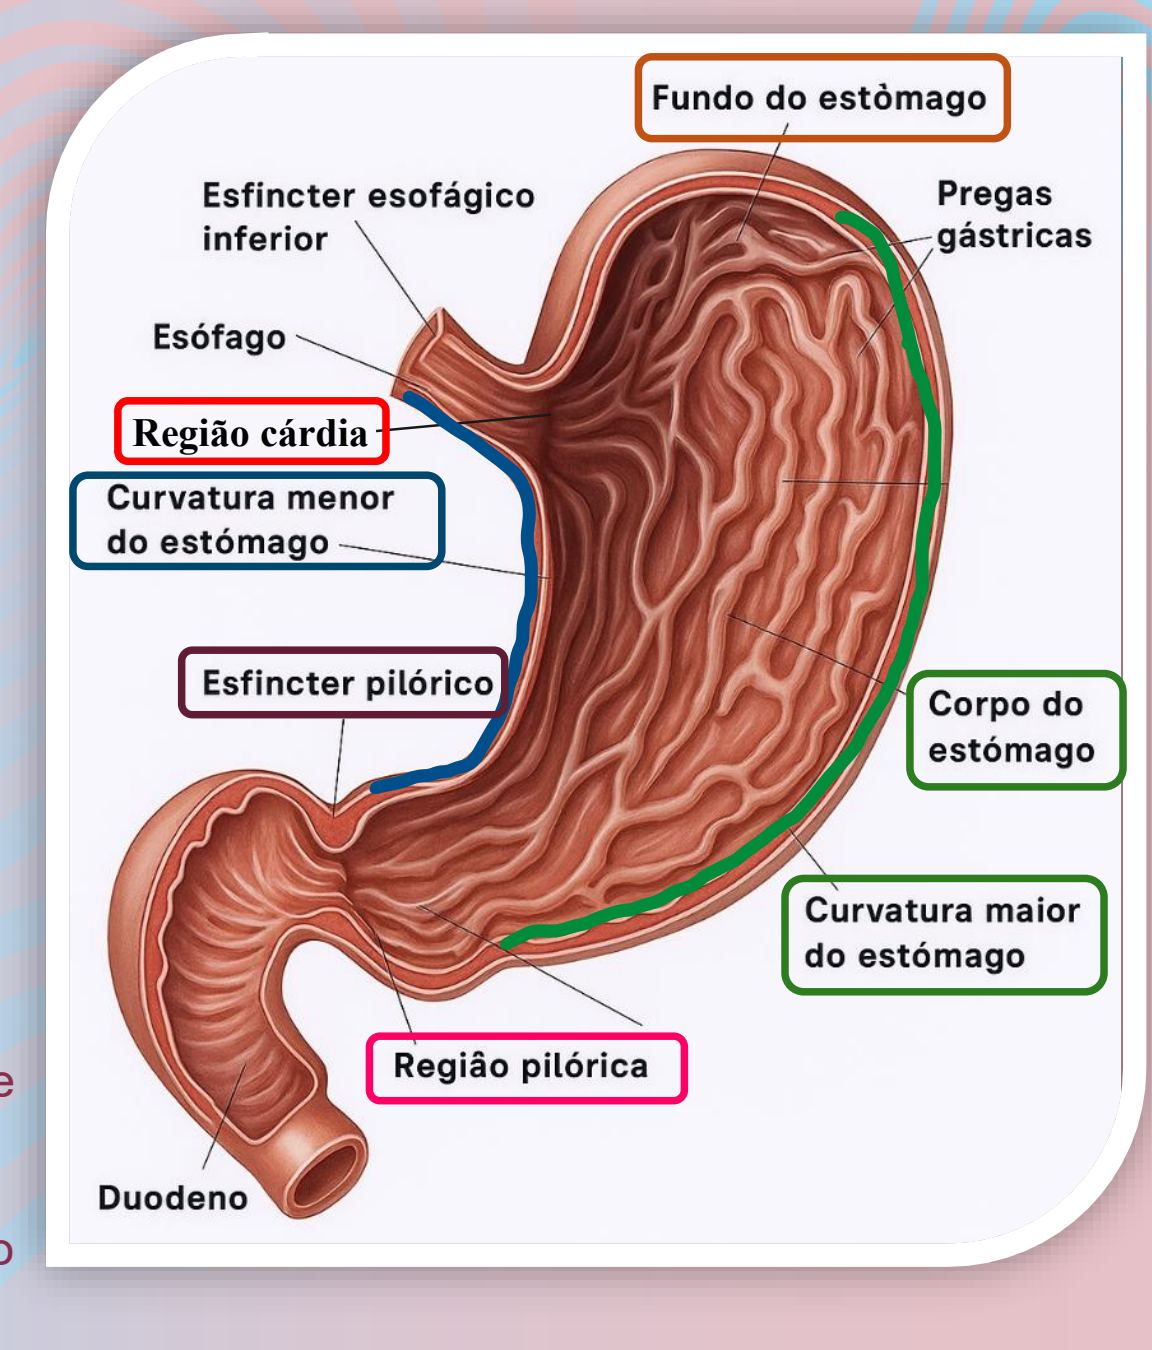 Fundo do estòmago
Esfíncter esofágico
inferior
Pregas
gástricas
Esófago
Região cárdia
Curvatura menor
do estómago
Esfincter pilórico
Corpo do
estómago
Curvatura maior
do estómago
Regiâo pilórica
Duodeno
e
o